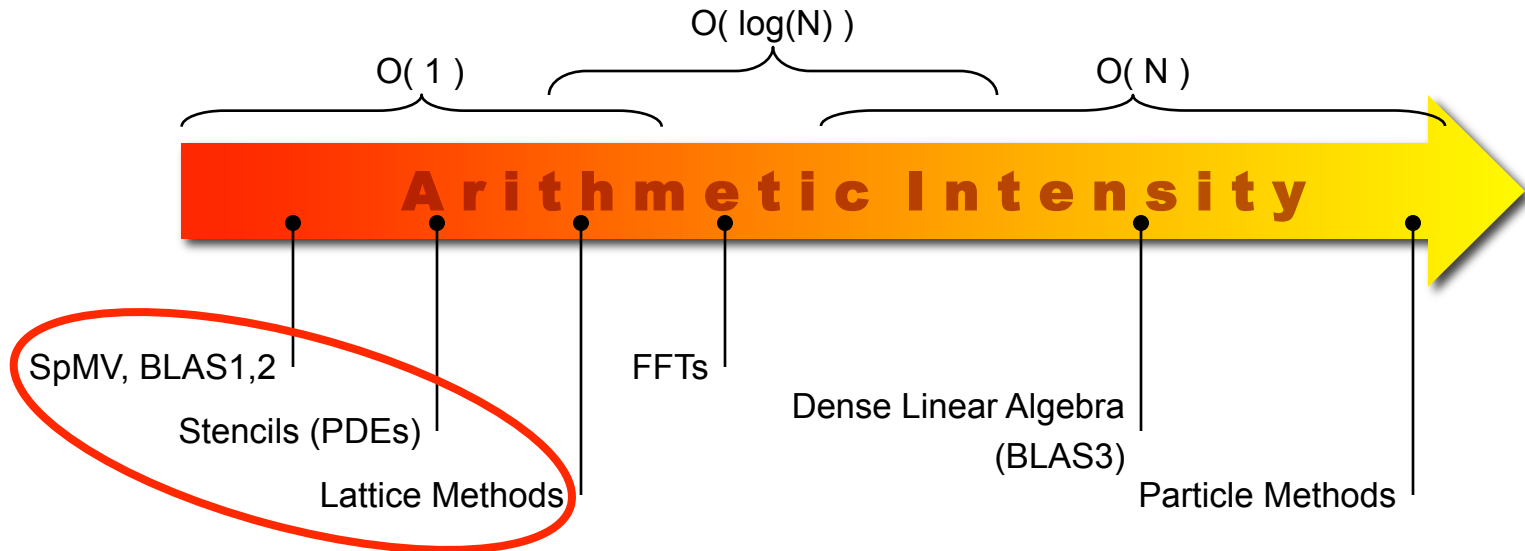 O( log(N) )
O( 1 )
O( N )
Arithmetic Intensity
SpMV, BLAS1,2
FFTs
Stencils (PDEs)
Dense Linear Algebra
(BLAS3)
Lattice Methods
Particle Methods